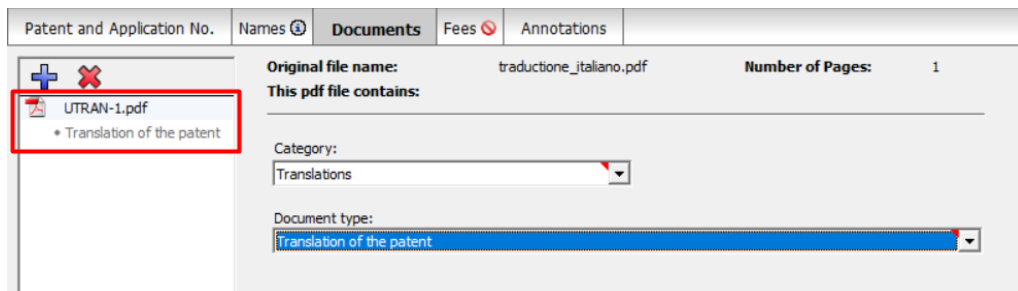 Patent and Application No. Names Documents Fees Annotations
Original file name: traductione_italiano.pdf Number of Pages: 1
This pdf file contains:
UTRAN-1.pdf
• Translation of the patent
Category:
Translations
Document type:
Translation of the patent